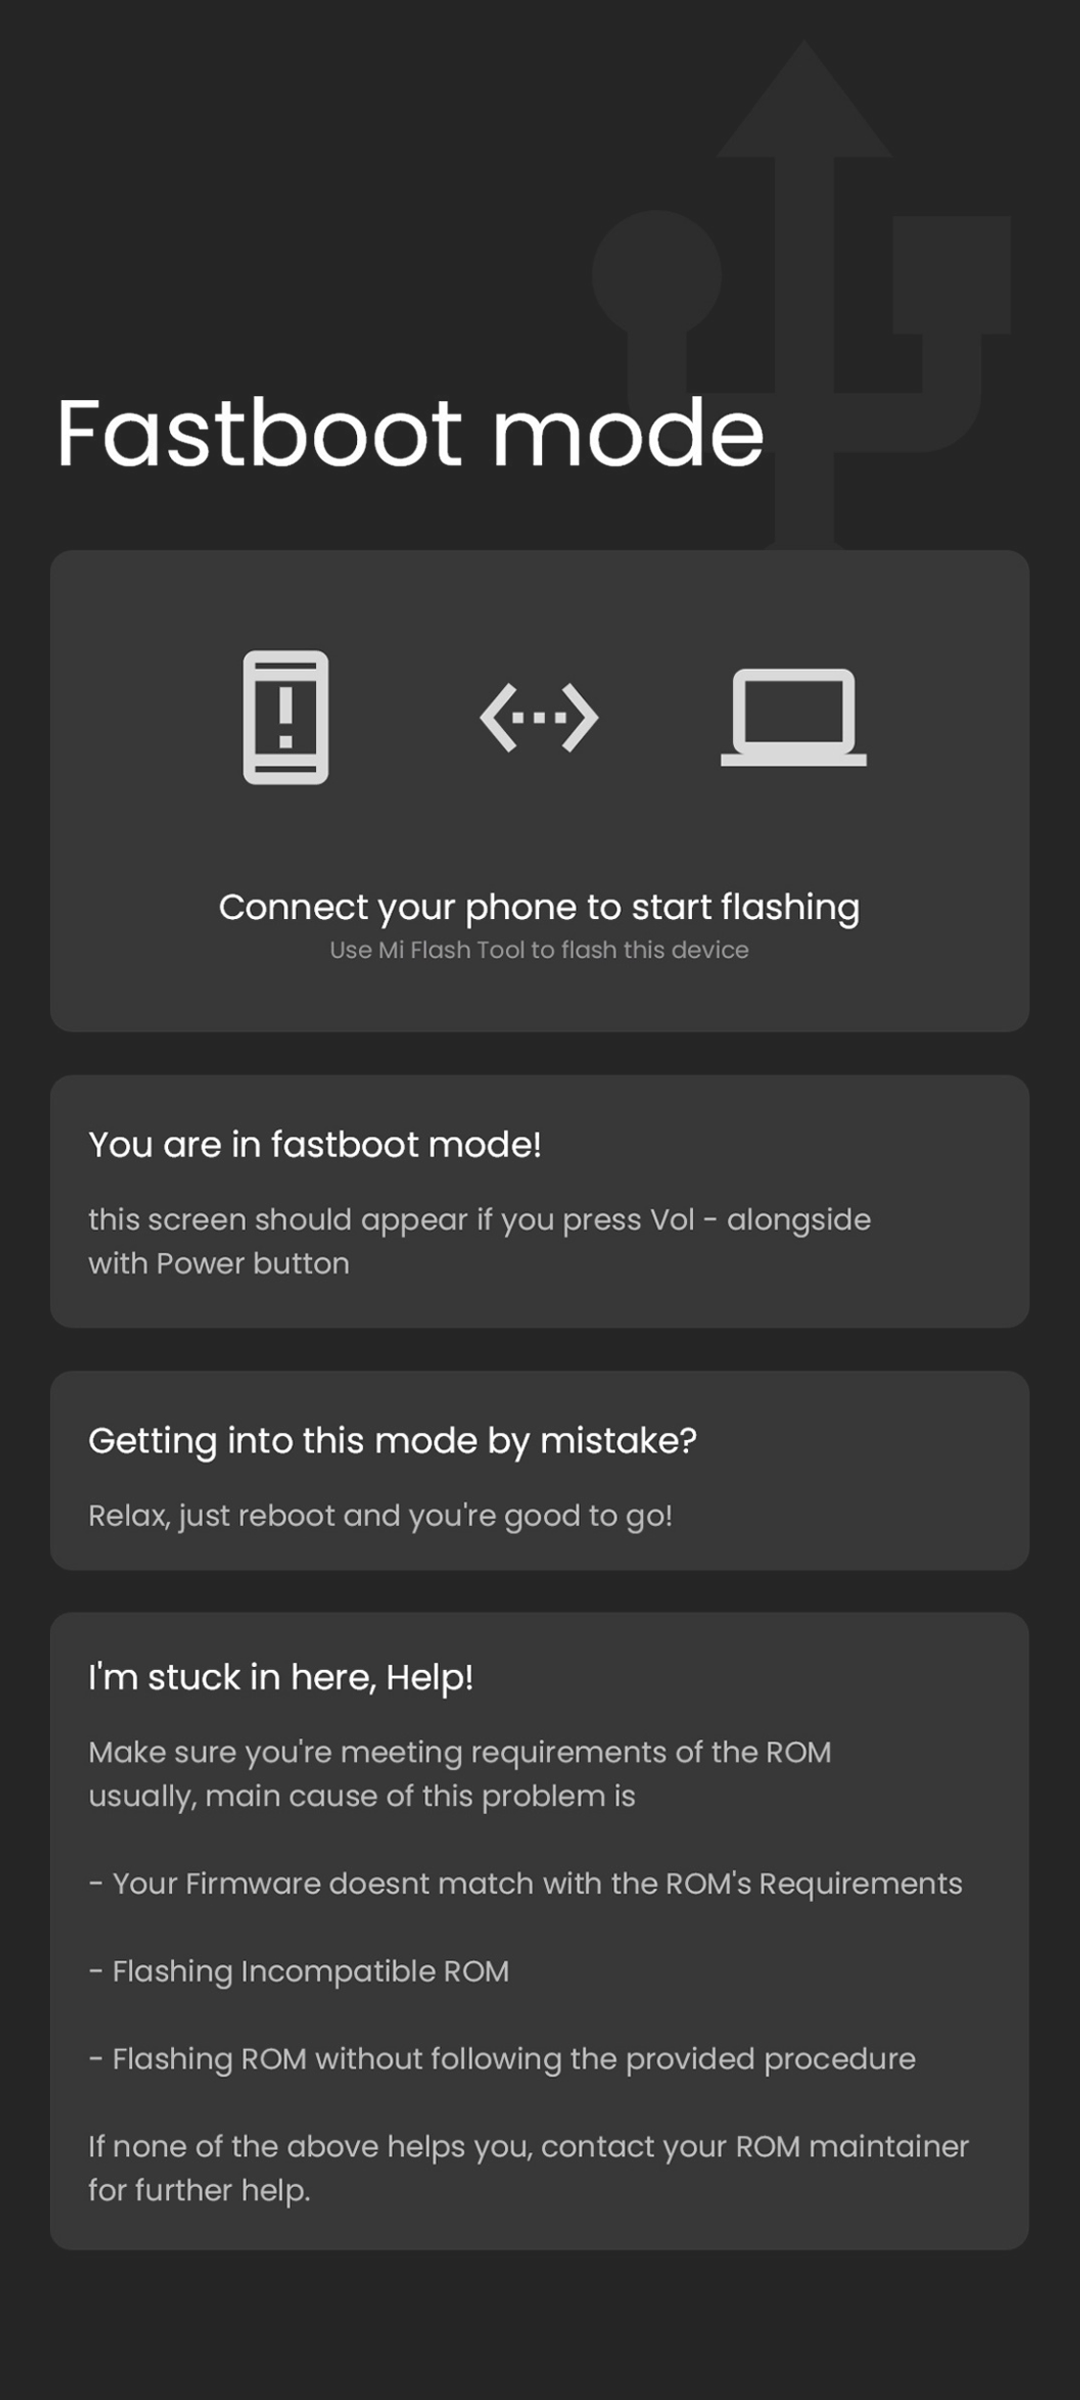 Fastboot mode
Connect your phone to start flashing
Use Mi Flash Tool to flash this device
You are in fastboot mode!
this screen should appear if you press Vol - alongside
with Power button
Getting into this mode by mistake?
Relax, just reboot and you're good to go!
I'm stuck in here, Help!
Make sure you're meeting requirements of the ROM
usually, main cause of this problem is
- Your Firmware doesnt match with the ROM's Requirements
- Flashing Incompatible ROM
- Flashing ROM without following the provided procedure
If none of the above helps you, contact your ROM maintainer
for further help.